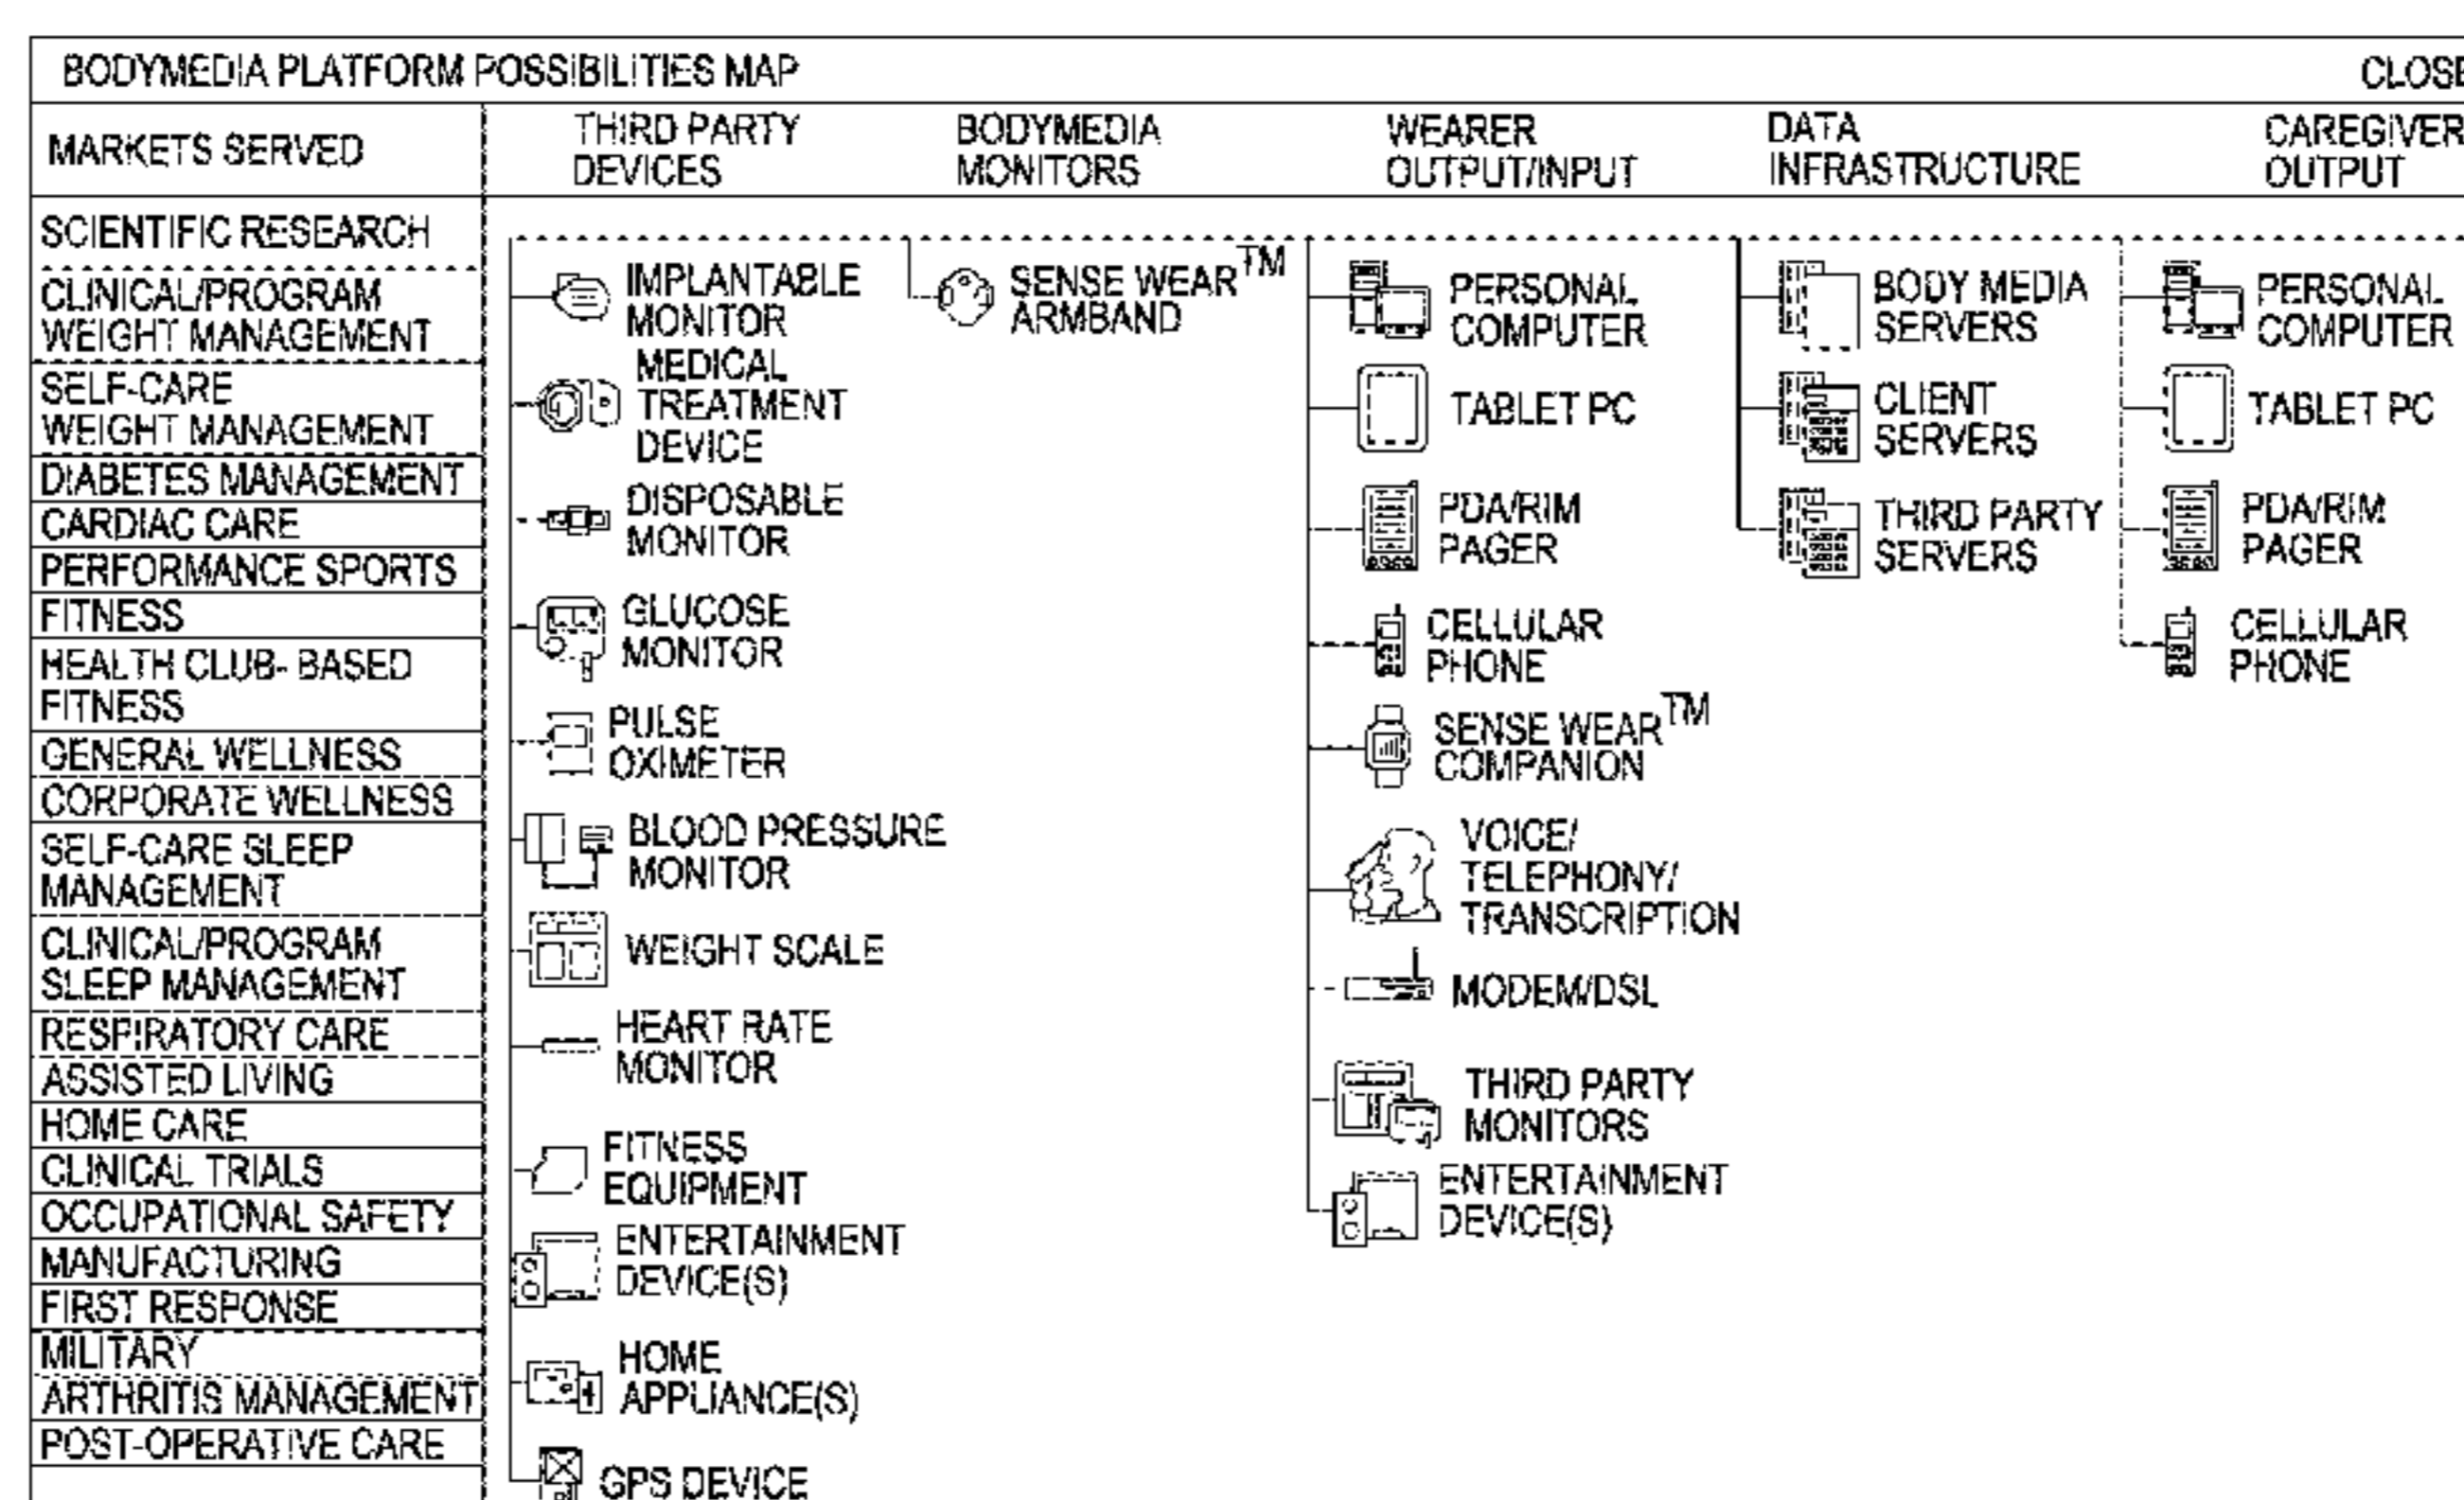 BODYMEDIA PLATFORM POSSIBILITIES MAP
CLOSE
MARKETS SERVED
THIRD PARTY
DEVICES
BODYMEDIA
MONITORS
WEARER
OUTPUT/INPUT
DATA
INFRASTRUCTURE
CAREGIVER
OUTPUT
SCIENTIFIC RESEARCH
CLINICAL/PROGRAM
WEIGHT MANAGEMENT
SELF-CARE
WEIGHT MANAGEMENT
DIABETES MANAGEMENT
CARDIAC CARE
PERFORMANCE SPORTS
FITNESS
HEALTH CLUB- BASED
FITNESS
GENERAL WELLNESS
CORPORATE WELLNESS
SELF-CARE SLEEP
MANAGEMENT
CLINICAL/PROGRAM
SLEEP MANAGEMENT
RESPIRATORY CARE
ASSISTED LIVING
HOME CARE
CLINICAL TRIALS
OCCUPATIONAL SAFETY
MANUFACTURING
FIRST RESPONSE
MILITARY
ARTHRITIS MANAGEMENT
POST-OPERATIVE CARE
IMPLANTABLE
MONITOR
MEDICAL
TREATMENT
DEVICE
DISPOSABLE
MONITOR
GLUCOSE
MONITOR
PULSE
OXIMETER
BLOOD PRESSURE
MONITOR
WEIGHT SCALE
HEART RATE
MONITOR
FITNESS
EQUIPMENT
ENTERTAINMENT
DEVICE(S)
HOME
APPLIANCE(S)
GPS DEVICE
SENSE WEAR™
ARMBAND
PERSONAL
COMPUTER
TABLET PC
PDA/RIM
PAGER
CELLULAR
PHONE
SENSE WEAR™
COMPANION
VOICE/
TELEPHONY/
TRANSCRIPTION
MODEM/DSL
THIRD PARTY
MONITORS
ENTERTAINMENT
DEVICE(S)
BODY MEDIA
SERVERS
CLIENT
SERVERS
THIRD PARTY
SERVERS
PERSONAL
COMPUTER
TABLET PC
PDA/RIM
PAGER
CELLULAR
PHONE